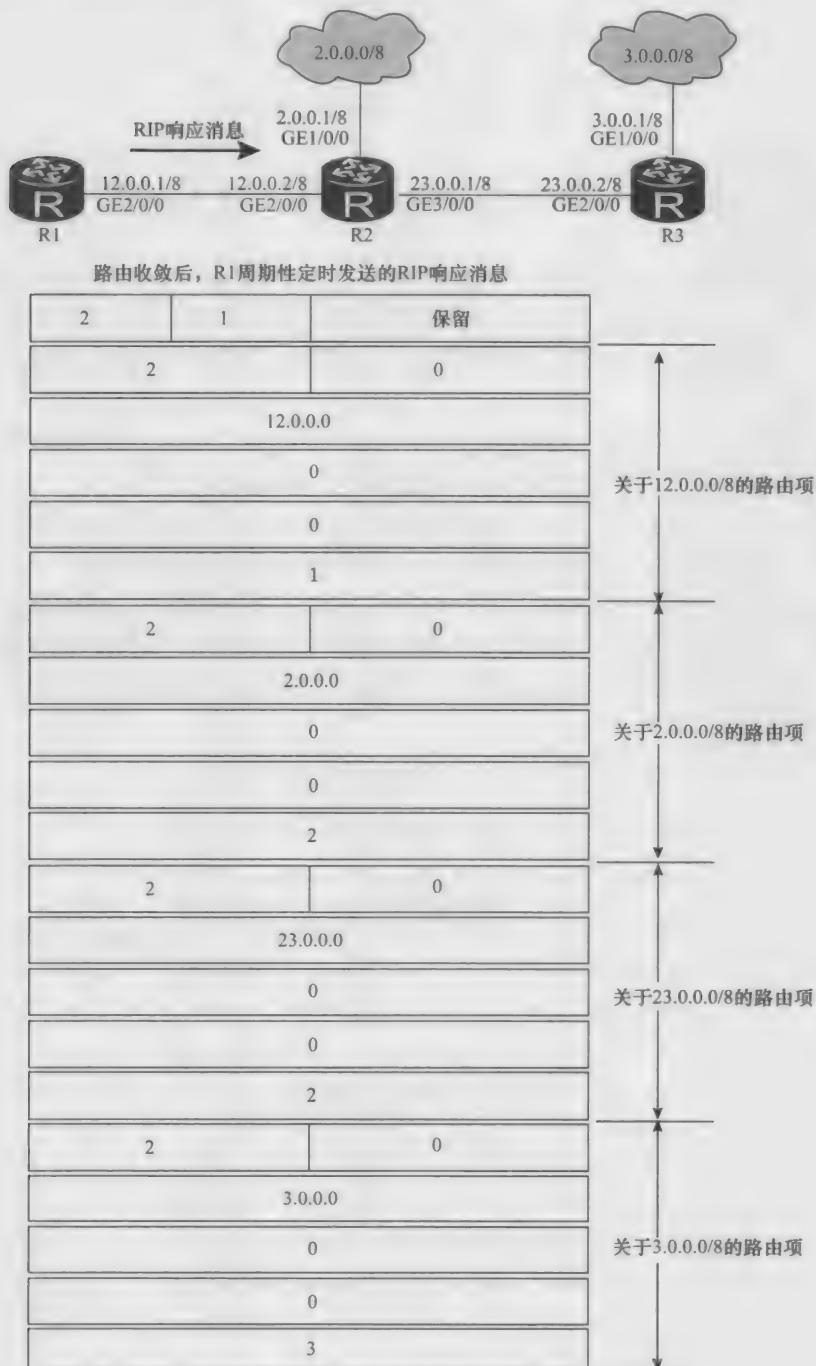 2.0.0.0/8
3.0.0.0/8
RIP响应消息
2.0.0.1/8
GE1/0/0
3.0.0.1/8
GE1/0/0
12.0.0.1/8
GE2/0/0
12.0.0.2/8
GE2/0/0
23.0.0.1/8
GE3/0/0
23.0.0.2/8
GE2/0/0
R
R
R
R1
R2
R3
路由收敛后，R1周期性定时发送的RIP响应消息
2 1 保留
2 0
12.0.0.0
0
0
1
关于12.0.0.0/8的路由项
2 0
2.0.0.0
0
0
2
关于2.0.0.0/8的路由项
2 0
23.0.0.0
0
0
2
关于23.0.0.0/8的路由项
2 0
3.0.0.0
0
0
3
关于3.0.0.0/8的路由项